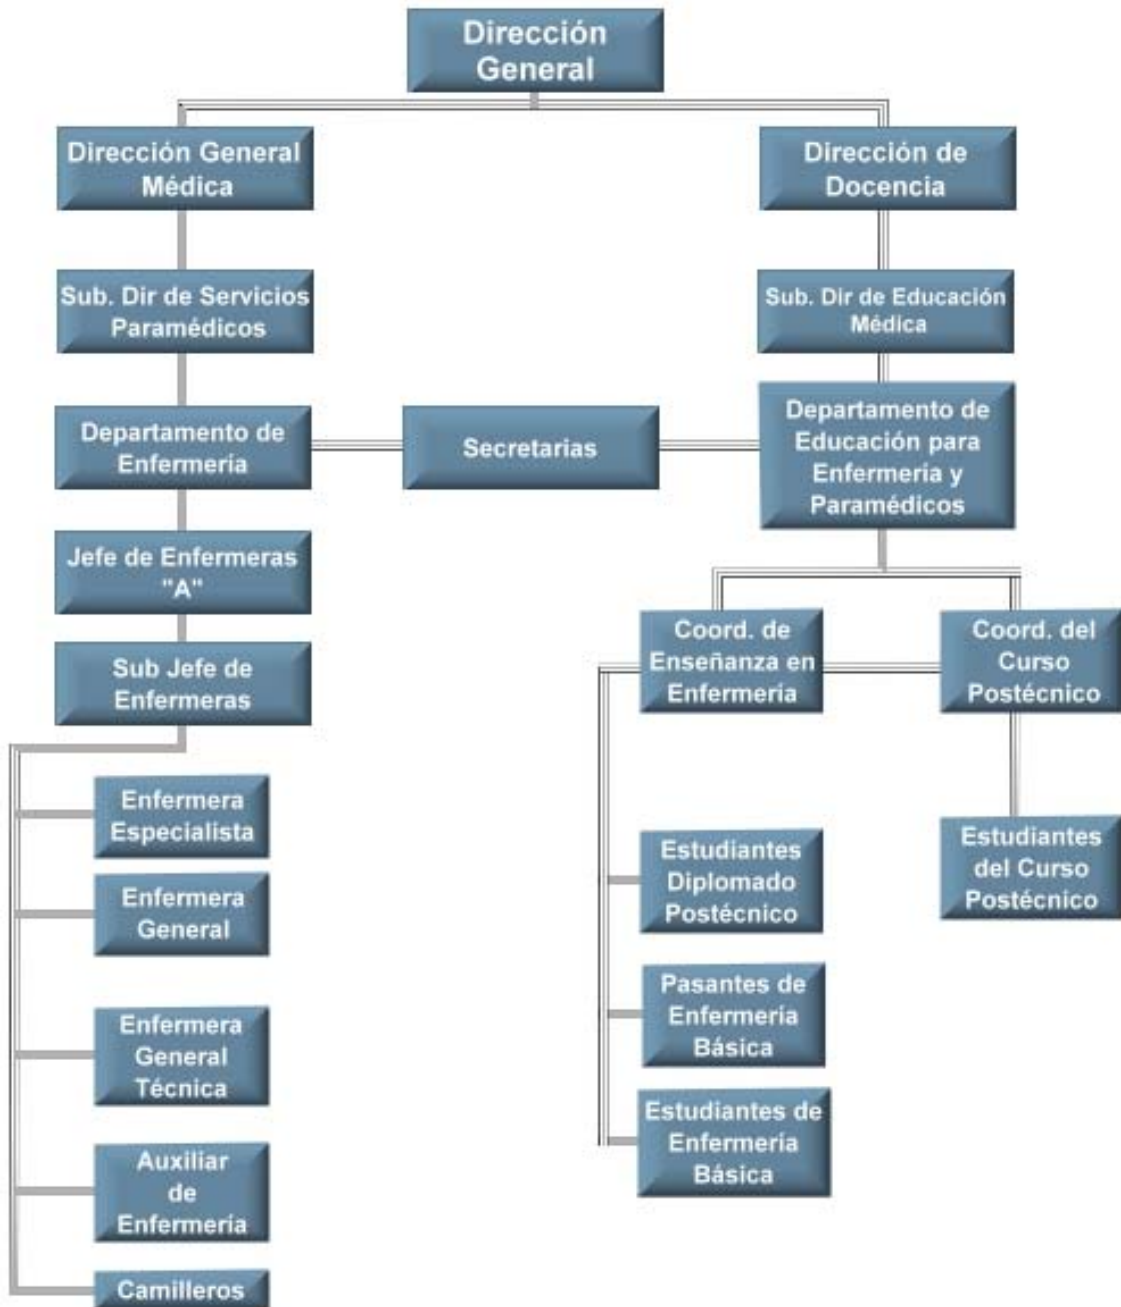 Dirección
General
Dirección General
Médica
Dirección de
Docencia
Sub. Dir de Servicios
Paramédicos
Sub. Dir de Educación
Médica
Departamento de
Enfermería
Secretarias
Departamento de
Educación para
Enfermería y
Paramédicos
Jefe de Enfermeras
"A"
Sub Jefe de
Enfermeras
Coord. de
Enseñanza en
Enfermería
Coord. del
Curso
Postécnico
Enfermera
Especialista
Enfermera
General
Enfermera
General
Técnica
Auxiliar
de
Enfermería
Camilleros
Estudiantes
Diplomado
Postécnico
Estudiantes
del Curso
Postécnico
Pasantes de
Enfermería
Básica
Estudiantes de
Enfermería
Básica